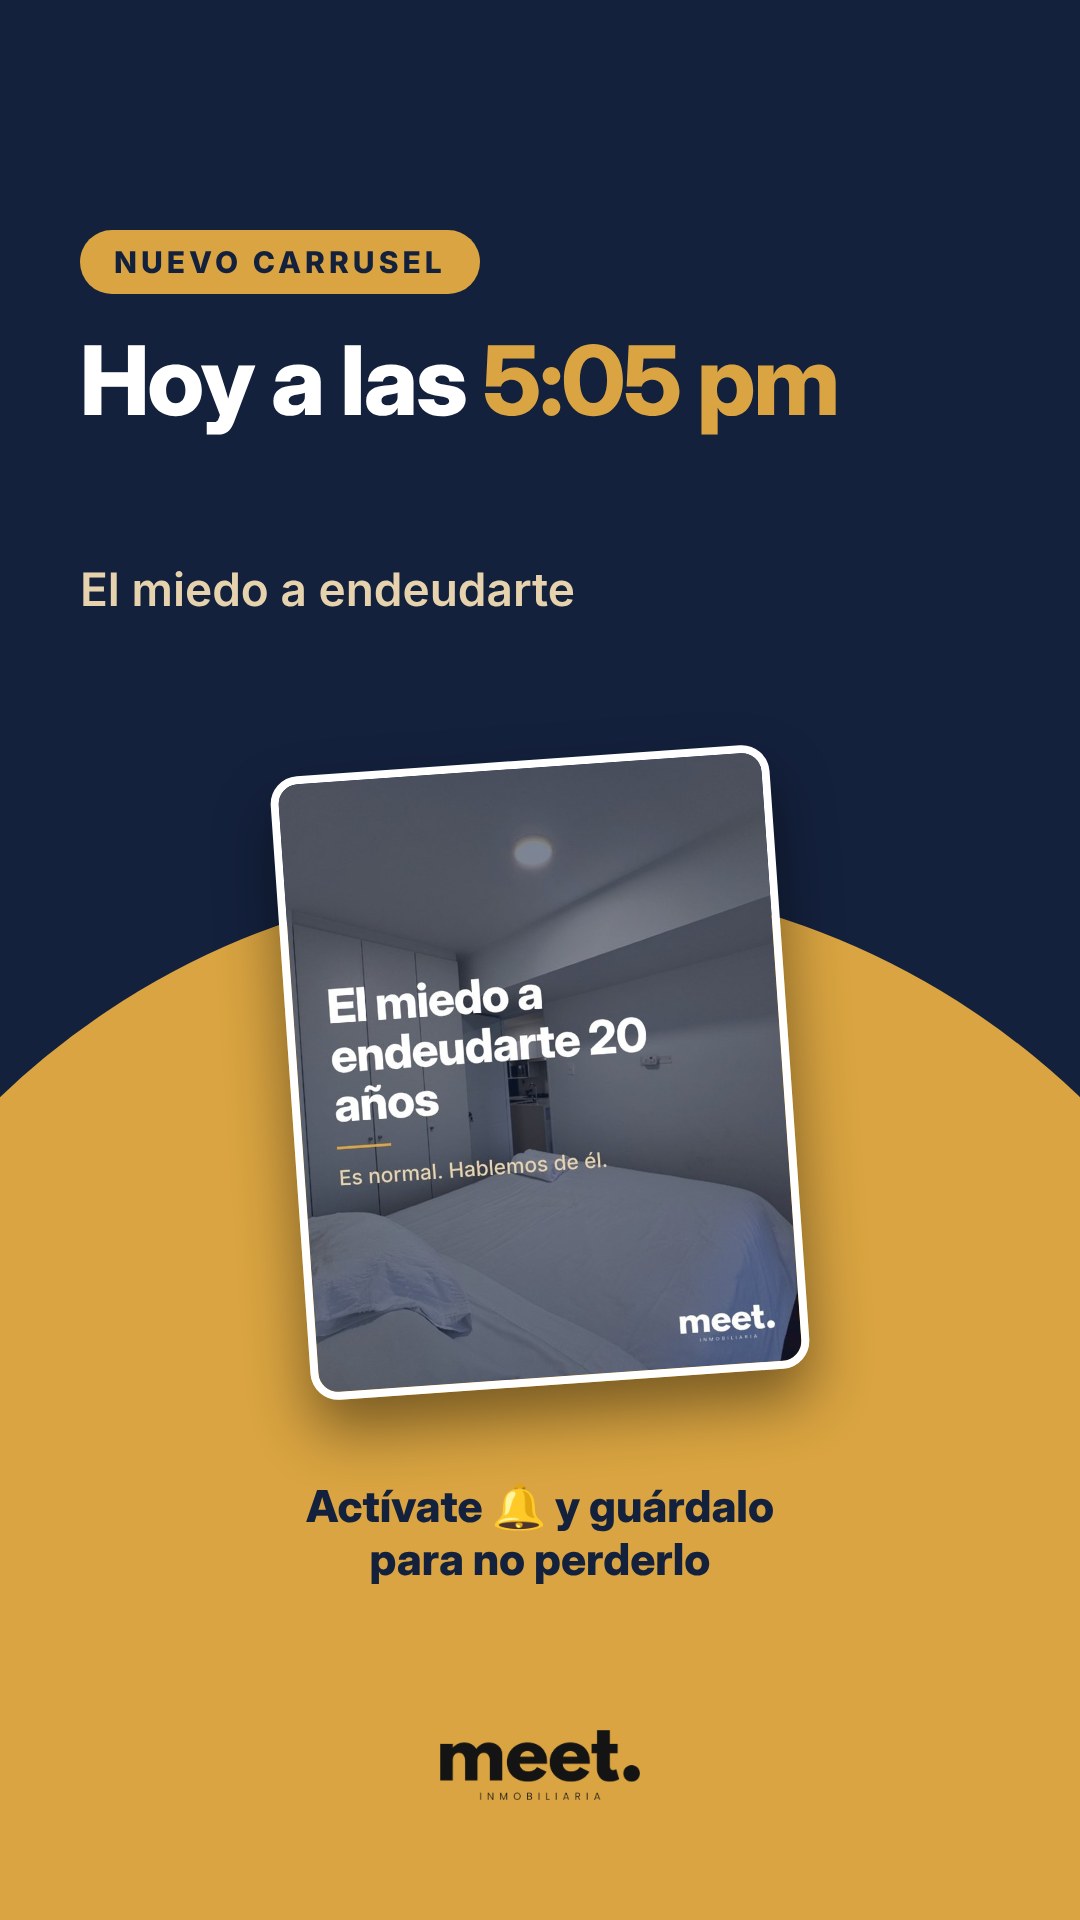 NUEVO CARRUSEL
Hoy a las 5:05 pm
El miedo a endeudarte
El miedo a
endeudarte 20
años
Es normal. Hablemos de él.
meet.
INMOBILIARIA
Actívate 🔔 y guárdalo
para no perderlo
meet.
INMOBILIARIA